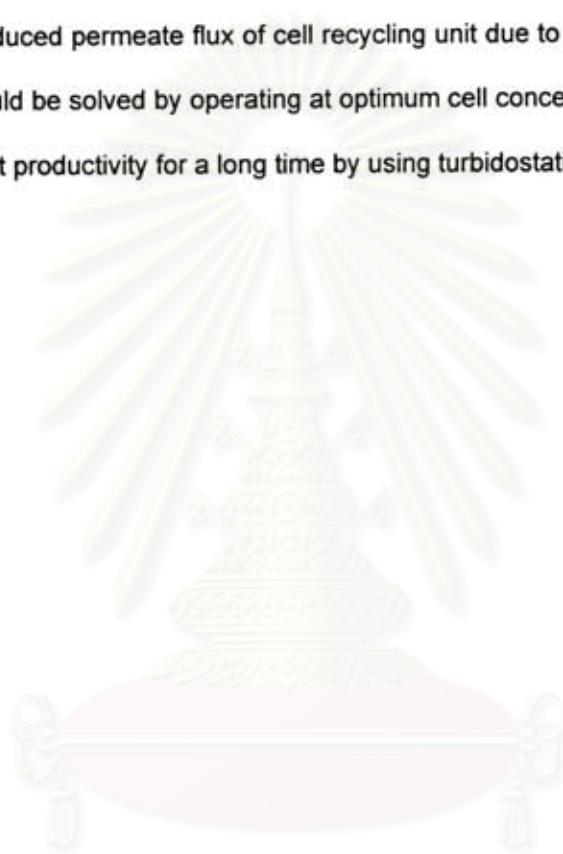 duced permeate flux of cell recycling unit due to
ld be solved by operating at optimum cell conce
t productivity for a long time by using turbidostat